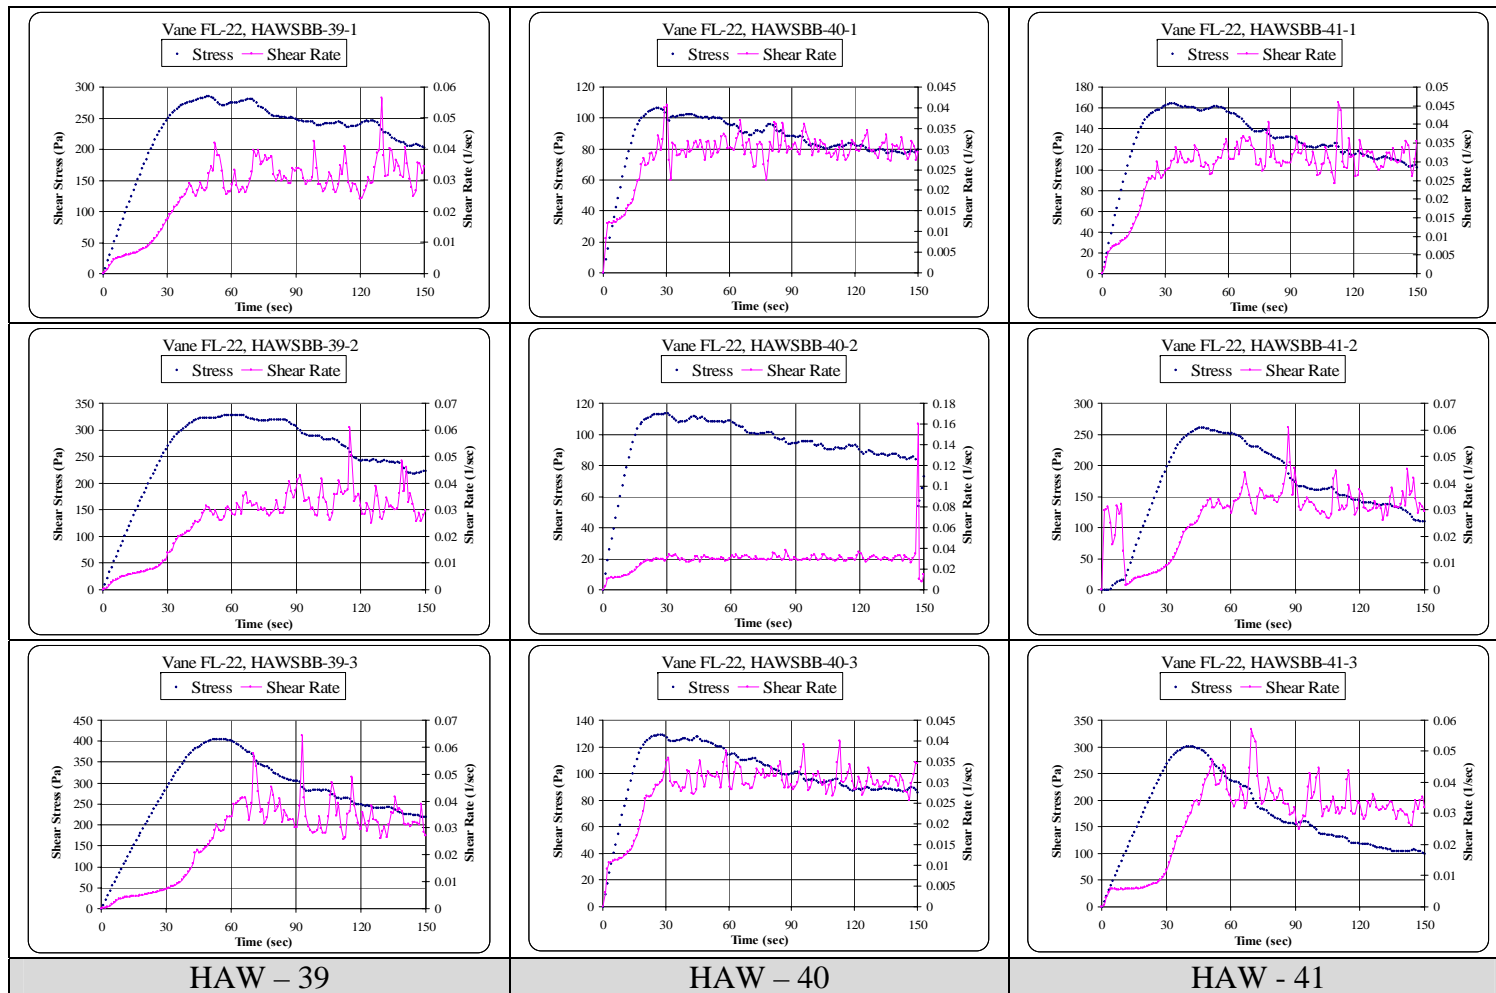 Vane FL-22, HAWSBB-39-1
Stress Shear Rate
300 250 200 150 100 50 0
Shear Stress (Pa)
0.06 0.05 0.04 0.03 0.02 0.01 0
Shear Rate (1/sec)
0 30 60 90 120 150
Time (sec)
Vane FL-22, HAWSBB-40-1
Stress Shear Rate
120 100 80 60 40 20 0
Shear Stress (Pa)
0.045 0.04 0.035 0.03 0.025 0.02 0.015 0.01 0.005 0
Shear Rate (1/sec)
0 30 60 90 120 150
Time (sec)
Vane FL-22, HAWSBB-41-1
Stress Shear Rate
180 160 140 120 100 80 60 40 20 0
Shear Stress (Pa)
0.05 0.045 0.04 0.035 0.03 0.025 0.02 0.015 0.01 0.005 0
Shear Rate (1/sec)
0 30 60 90 120 150
Time (sec)
Vane FL-22, HAWSBB-39-2
Stress Shear Rate
350 300 250 200 150 100 50 0
Shear Stress (Pa)
0.07 0.06 0.05 0.04 0.03 0.02 0.01 0
Shear Rate (1/sec)
0 30 60 90 120 150
Time (sec)
Vane FL-22, HAWSBB-40-2
Stress Shear Rate
120 100 80 60 40 20 0
Shear Stress (Pa)
0.18 0.16 0.14 0.12 0.1 0.08 0.06 0.04 0.02 0
Shear Rate (1/sec)
0 30 60 90 120 150
Time (sec)
Vane FL-22, HAWSBB-41-2
Stress Shear Rate
300 250 200 150 100 50 0
Shear Stress (Pa)
0.07 0.06 0.05 0.04 0.03 0.02 0.01 0
Shear Rate (1/sec)
0 30 60 90 120 150
Time (sec)
Vane FL-22, HAWSBB-39-3
Stress Shear Rate
450 400 350 300 250 200 150 100 50 0
Shear Stress (Pa)
0.07 0.06 0.05 0.04 0.03 0.02 0.01 0
Shear Rate (1/sec)
0 30 60 90 120 150
Time (sec)
Vane FL-22, HAWSBB-40-3
Stress Shear Rate
140 120 100 80 60 40 20 0
Shear Stress (Pa)
0.045 0.04 0.035 0.03 0.025 0.02 0.015 0.01 0.005 0
Shear Rate (1/sec)
0 30 60 90 120 150
Time (sec)
Vane FL-22, HAWSBB-41-3
Stress Shear Rate
350 300 250 200 150 100 50 0
Shear Stress (Pa)
0.06 0.05 0.04 0.03 0.02 0.01 0
Shear Rate (1/sec)
0 30 60 90 120 150
Time (sec)
HAW – 39
HAW – 40
HAW - 41